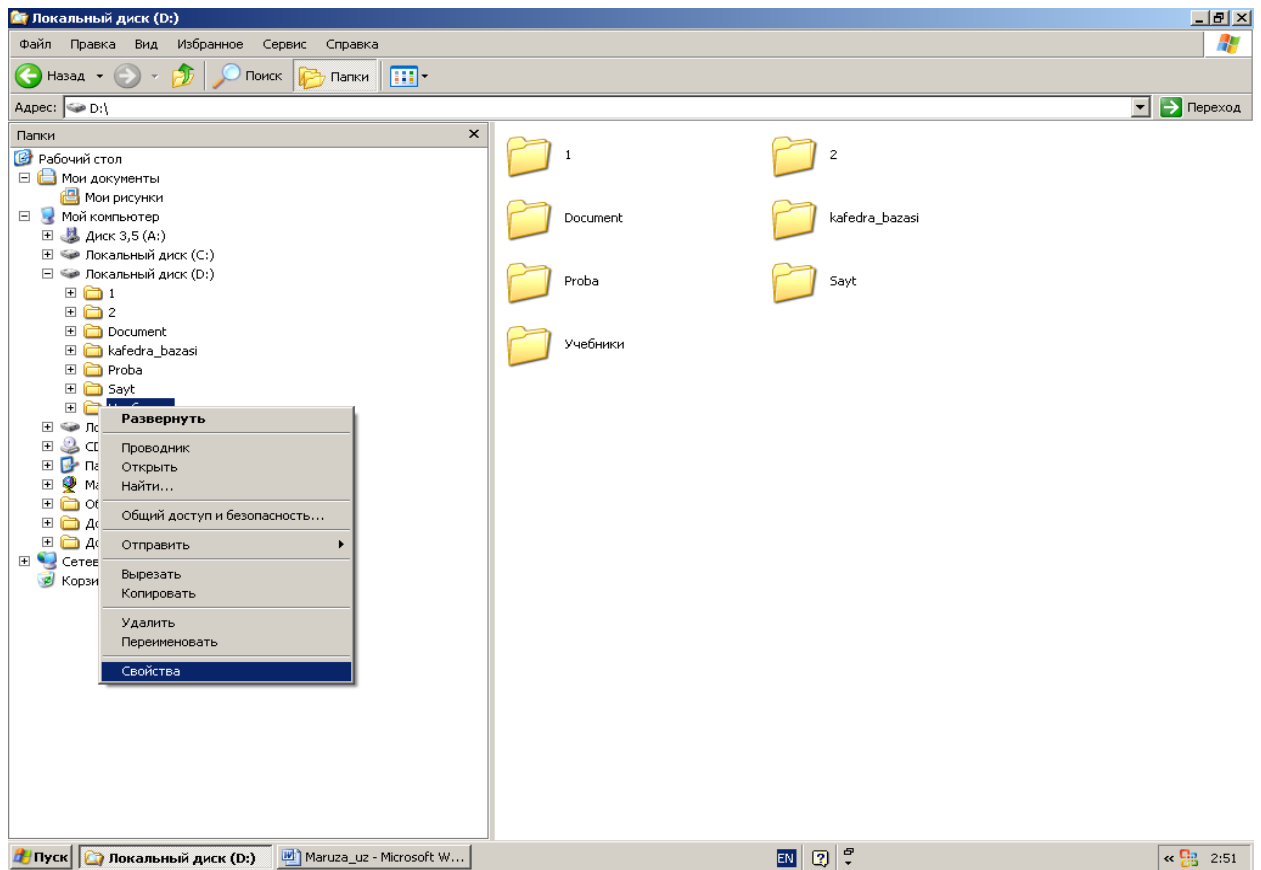 Локальный диск (D:)
Файл Правка Вид Избранное Сервис Справка
Назад Поиск Папки
Адрес: D:\ Переход
Папки
Рабочий стол
Мои документы
Мои рисунки
Мой компьютер
Диск 3,5 (A:)
Локальный диск (C:)
Локальный диск (D:)
1
2
Document
kafedra_bazasi
Proba
Sayt
Корзи
Развернуть
Проводник
Открыть
Найти...
Общий доступ и безопасность...
Отправить
Вырезать
Копировать
Удалить
Переименовать
Свойства
1 2
Document kafedra_bazasi
Proba Sayt
Учебники
Пуск Локальный диск (D:) Maruza_uz - Microsoft W... EN « 2:51